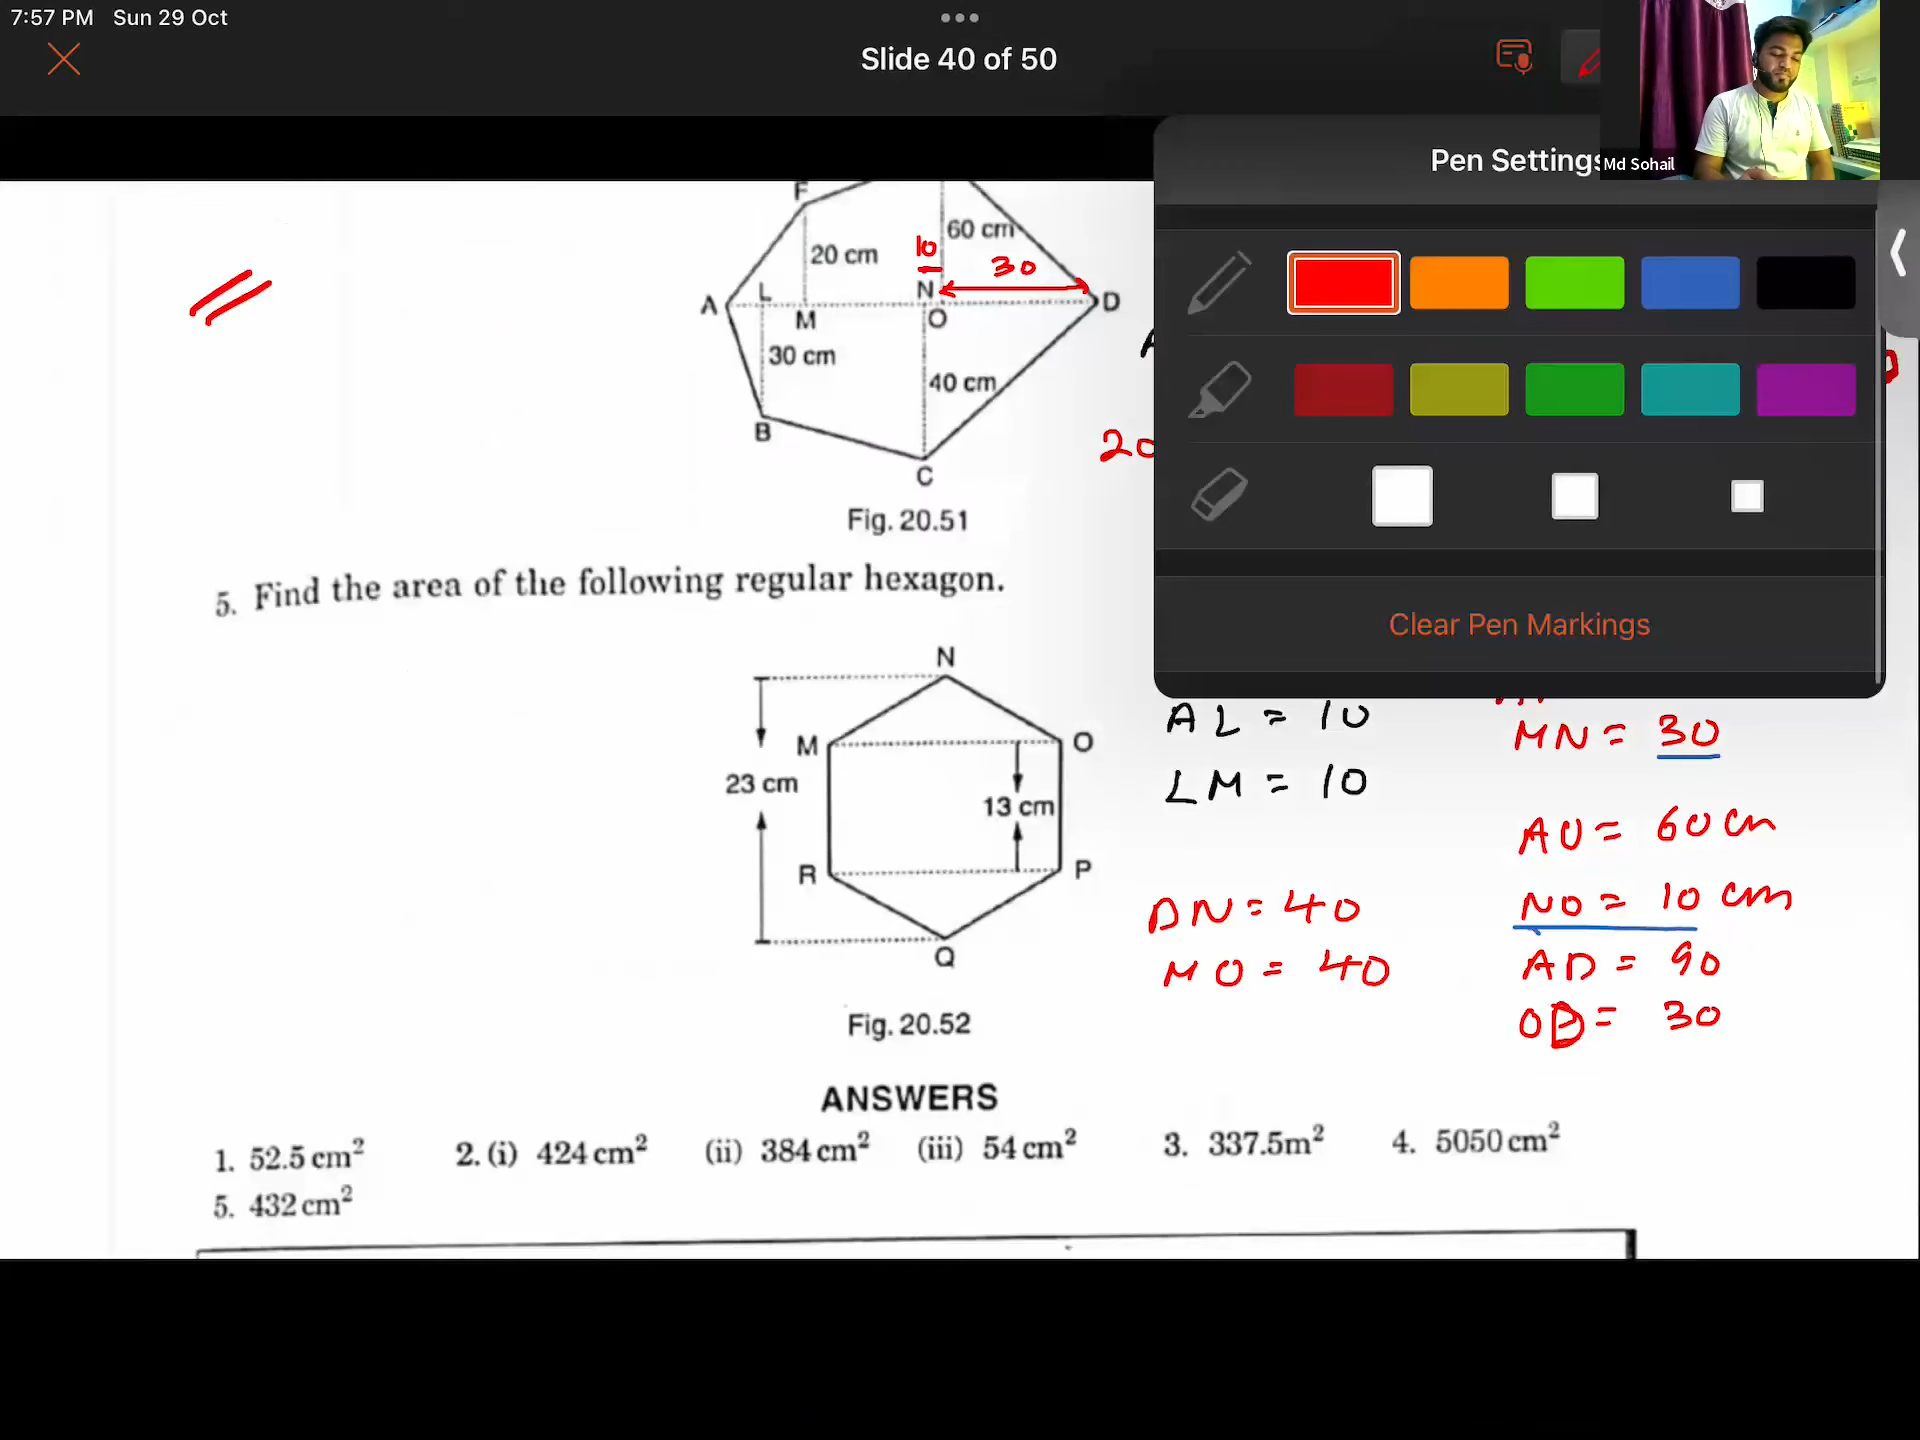 7:57 PM Sun 29 Oct
Slide 40 of 50
Pen Settings
Md Sohail
F
60 cm
20 cm
10
30
A
L
N
D
M
O
30 cm
40 cm
B
C
20
Fig. 20.51
5. Find the area of the following regular hexagon.
Clear Pen Markings
N
M
O
23 cm
13 cm
R
P
Q
Fig. 20.52
AL = 10
LM = 10
DN = 40
MO = 40
MN = 30
AO = 60 cm
NO = 10 cm
AD = 90
OD = 30
ANSWERS
1. 52.5 cm² 2. (i) 424 cm² (ii) 384 cm² (iii) 54 cm² 3. 337.5m² 4. 5050 cm²
5. 432 cm²